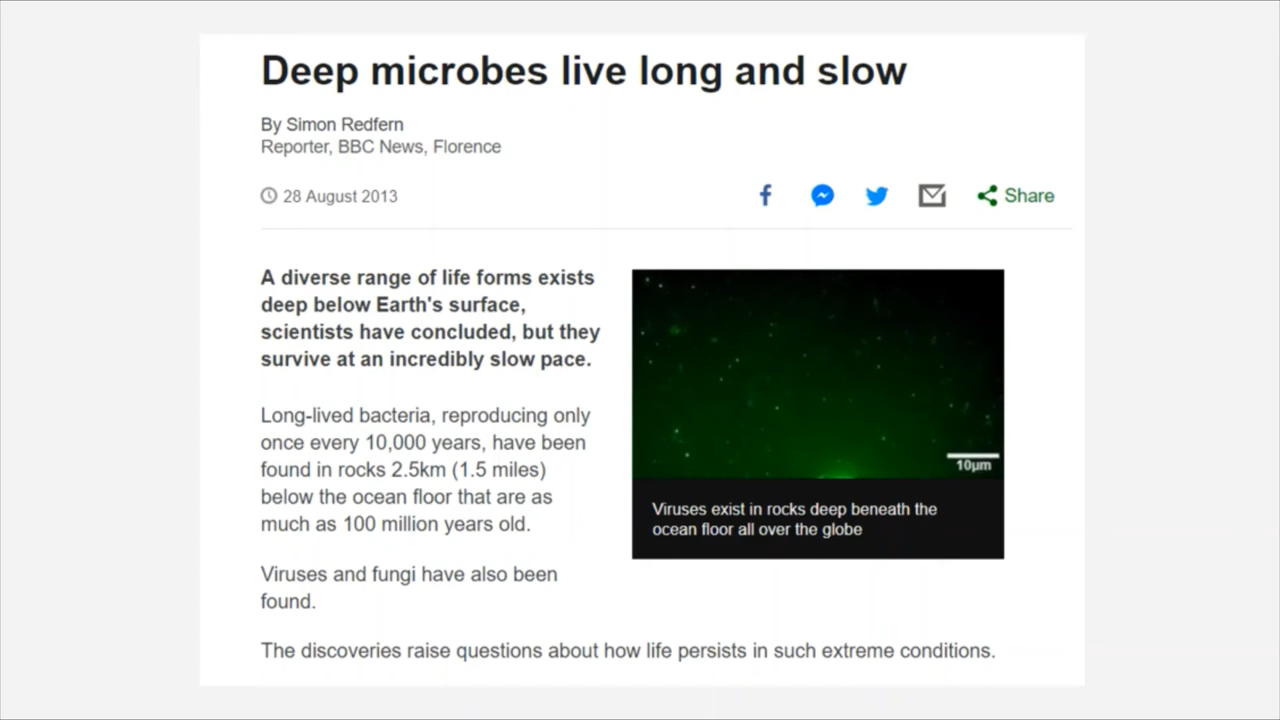 Deep microbes live long and slow
By Simon Redfern
Reporter, BBC News, Florence
28 August 2013
Share
A diverse range of life forms exists
deep below Earth's surface,
scientists have concluded, but they
survive at an incredibly slow pace.
Long-lived bacteria, reproducing only
once every 10,000 years, have been
found in rocks 2.5km (1.5 miles)
below the ocean floor that are as
much as 100 million years old.
Viruses and fungi have also been
found.
The discoveries raise questions about how life persists in such extreme conditions.
10μm
Viruses exist in rocks deep beneath the
ocean floor all over the globe